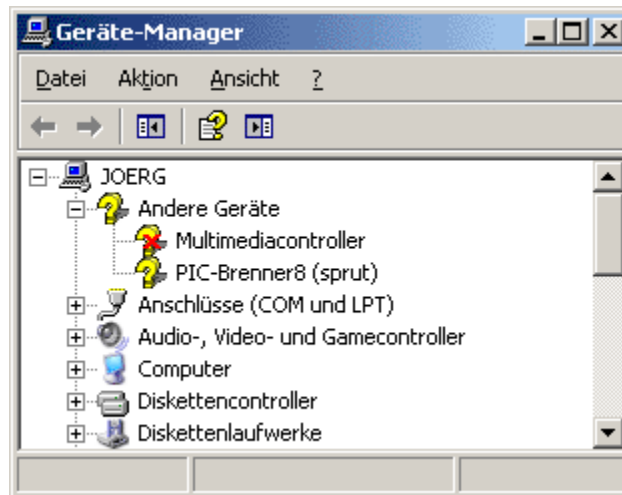 Geräte-Manager
Datei Aktion Ansicht ?
JOERG
Andere Geräte
Multimediacontroller
PIC-Brenner8 (sprut)
Anschlüsse (COM und LPT)
Audio-, Video- und Gamecontroller
Computer
Diskettencontroller
Diskettenlaufwerke